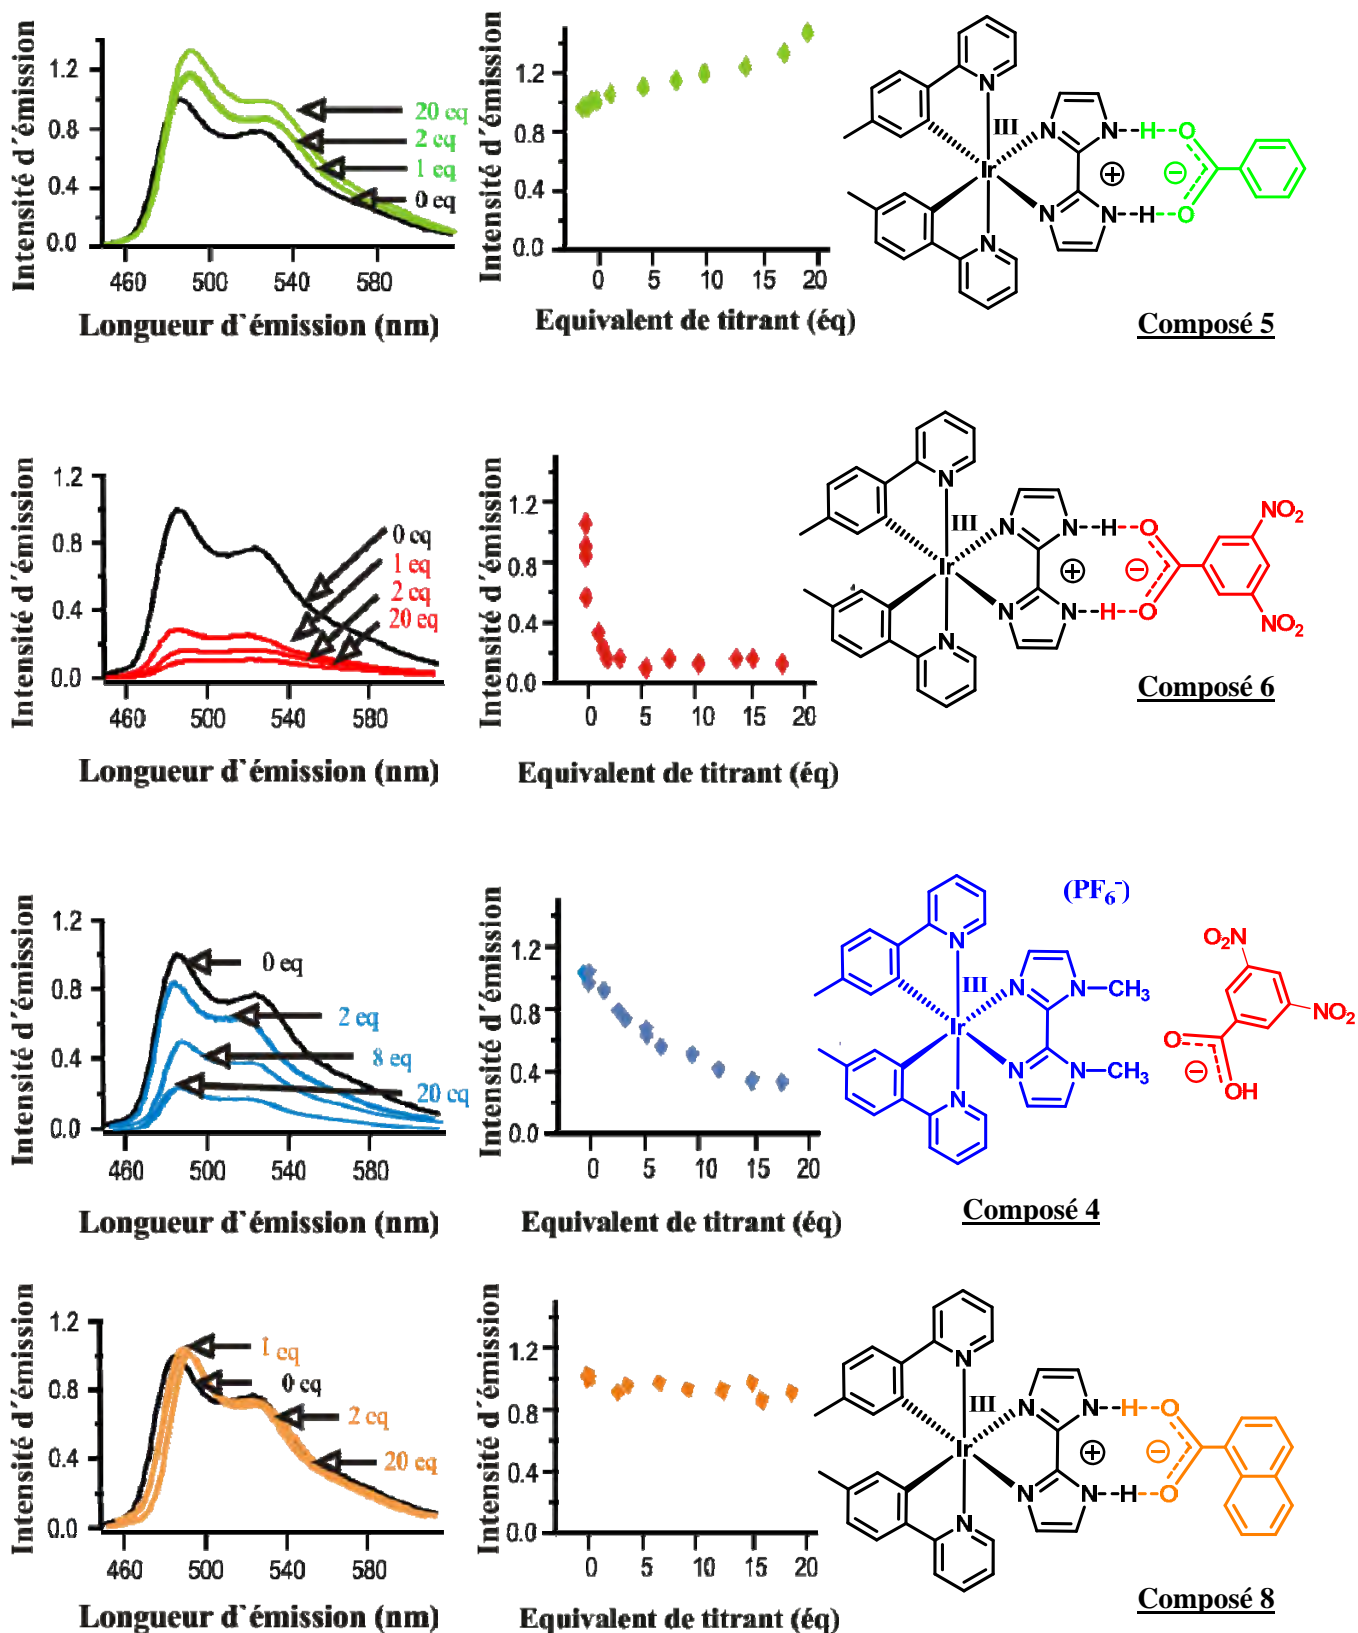 Intensité d´émission
1.2
0.8
0.4
0.0
20 eq
2 eq
1 eq
0 eq
460 500 540 580
Longueur d`émission (nm)
Intensité d´émission
1.2
0.8
0.4
0.0
0 5 10 15 20
Equivalent de titrant (éq)
N
III
Ir
N
N
N
N--H--O
N--H--O
⊕
⊖
Composé 5
Intensité d´émission
1.2
0.8
0.4
0.0
0 eq
1 eq
2 eq
20 eq
460 500 540 580
Longueur d`émission (nm)
Intensité d´émission
1.2
0.8
0.4
0.0
0 5 10 15 20
Equivalent de titrant (éq)
N
III
Ir
N
N
N
N--H--O
N--H--O
⊕
⊖
NO2
NO2
Composé 6
Intensité d´émission
1.2
0.8
0.4
0.0
0 eq
2 eq
8 eq
20 eq
460 500 540 580
Longueur d`émission (nm)
Intensité d´émission
1.2
0.8
0.4
0.0
0 5 10 15 20
Equivalent de titrant (éq)
(PF6-)
N
III
Ir
N
N
N
N—CH3
N—CH3
O2N
NO2
O
⊖
OH
Composé 4
Intensité d´émission
1.2
0.8
0.4
0.0
1 eq
0 eq
2 eq
20 eq
460 500 540 580
Longueur d`émission (nm)
Intensité d´émission
1.2
0.8
0.4
0.0
0 5 10 15 20
Equivalent de titrant (éq)
N
III
Ir
N
N
N
N--H--O
N--H--O
⊕
⊖
Composé 8